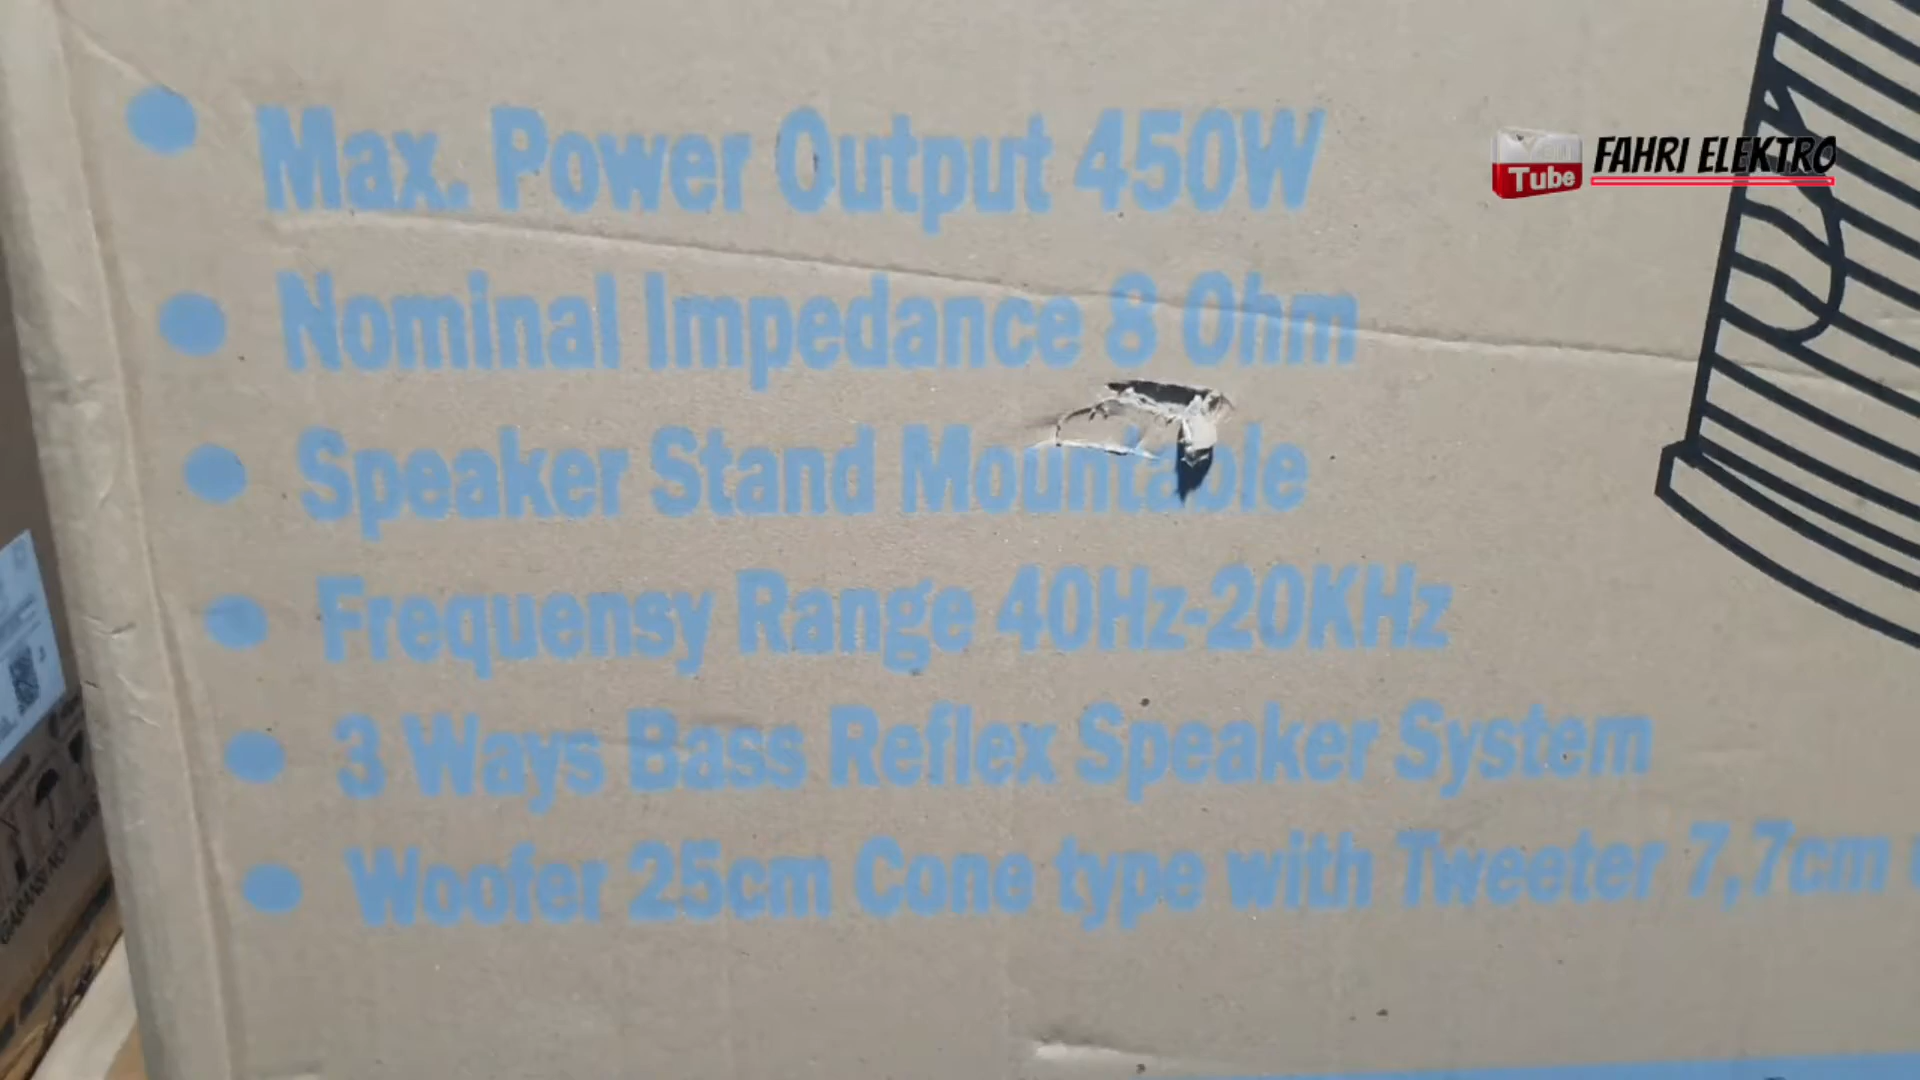 Max. Power Output 450W
You Tube FAHRI ELEKTRO
Nominal Impedance 8 Ohm
Speaker Stand Mountable
Frequensy Range 40Hz-20KHz
3 Ways Bass Reflex Speaker System
Woofer 25cm Cone type with Tweeter 7,7cm